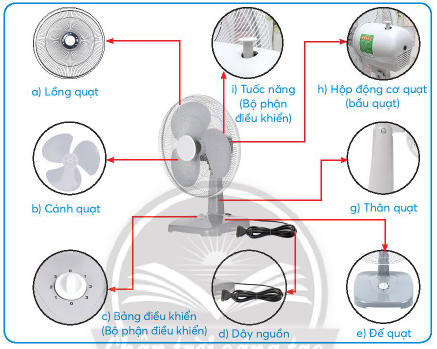 a) Lồng quạt
i) Tuốc năng
(Bộ phận
điều khiển)
h) Hộp động cơ quạt
(bầu quạt)
b) Cánh quạt
g) Thân quạt
c) Bảng điều khiển
(Bộ phận điều khiển)
d) Dây nguồn
e) Đế quạt